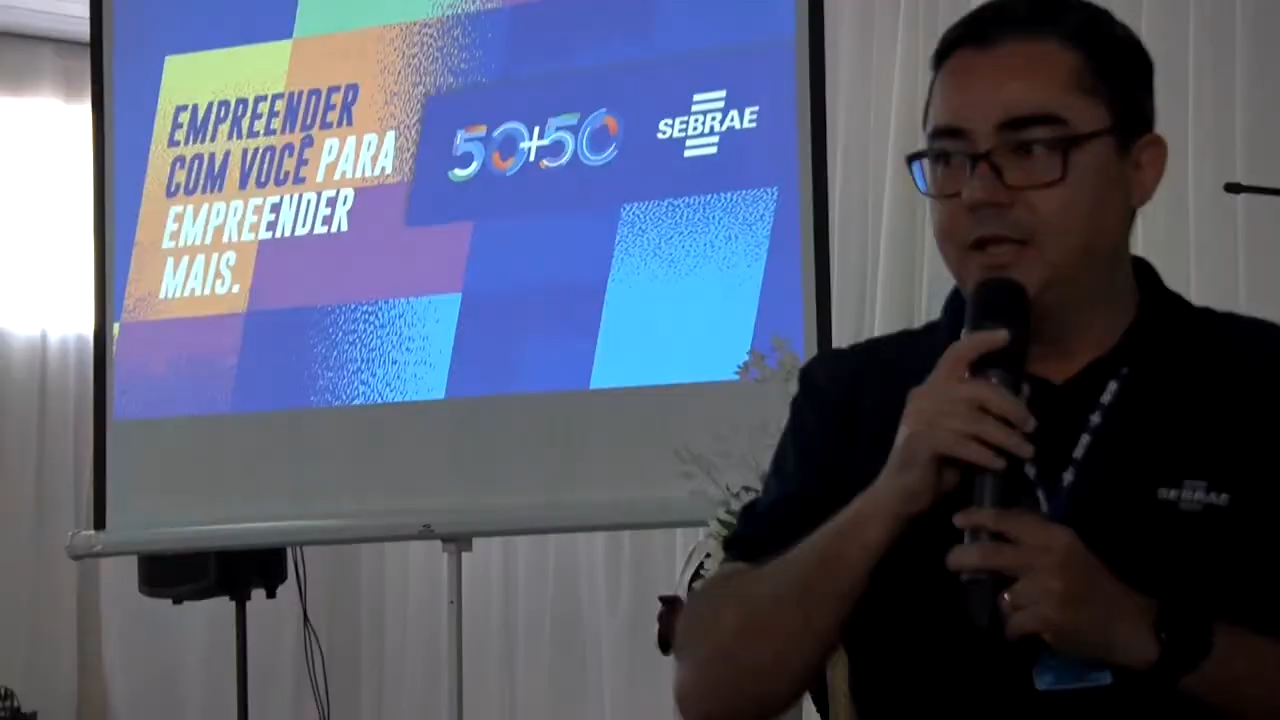 EMPREENDER
COM VOCÊ PARA
EMPREENDER
MAIS.
50+50
SEBRAE
SEBRAE